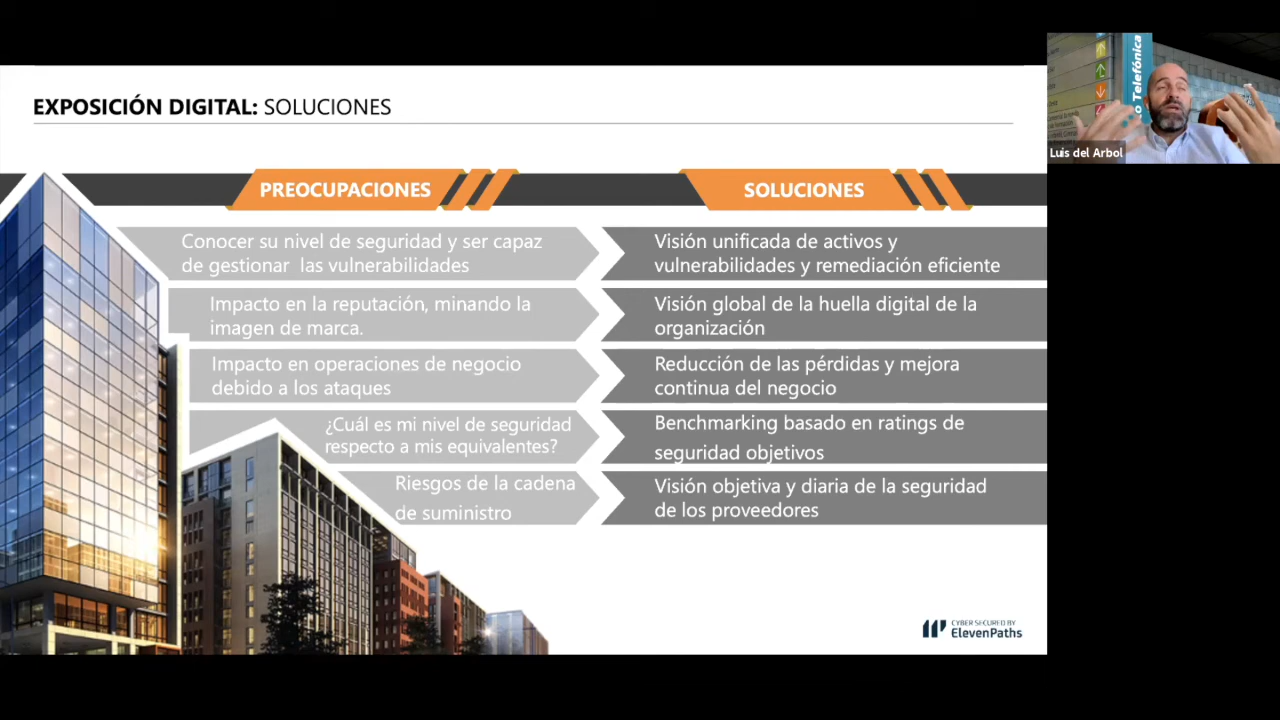 EXPOSICIÓN DIGITAL: SOLUCIONES
PREOCUPACIONES
SOLUCIONES
Conocer su nivel de seguridad y ser capaz
de gestionar las vulnerabilidades
Visión unificada de activos y
vulnerabilidades y remediación eficiente
Impacto en la reputación, minando la
imagen de marca.
Visión global de la huella digital de la
organización
Impacto en operaciones de negocio
debido a los ataques
Reducción de las pérdidas y mejora
continua del negocio
¿Cuál es mi nivel de seguridad
respecto a mis equivalentes?
Benchmarking basado en ratings de
seguridad objetivos
Riesgos de la cadena
de suministro
Visión objetiva y diaria de la seguridad
de los proveedores
CYBER SECURED BY
ElevenPaths
Telefónica
Luis del Arbol